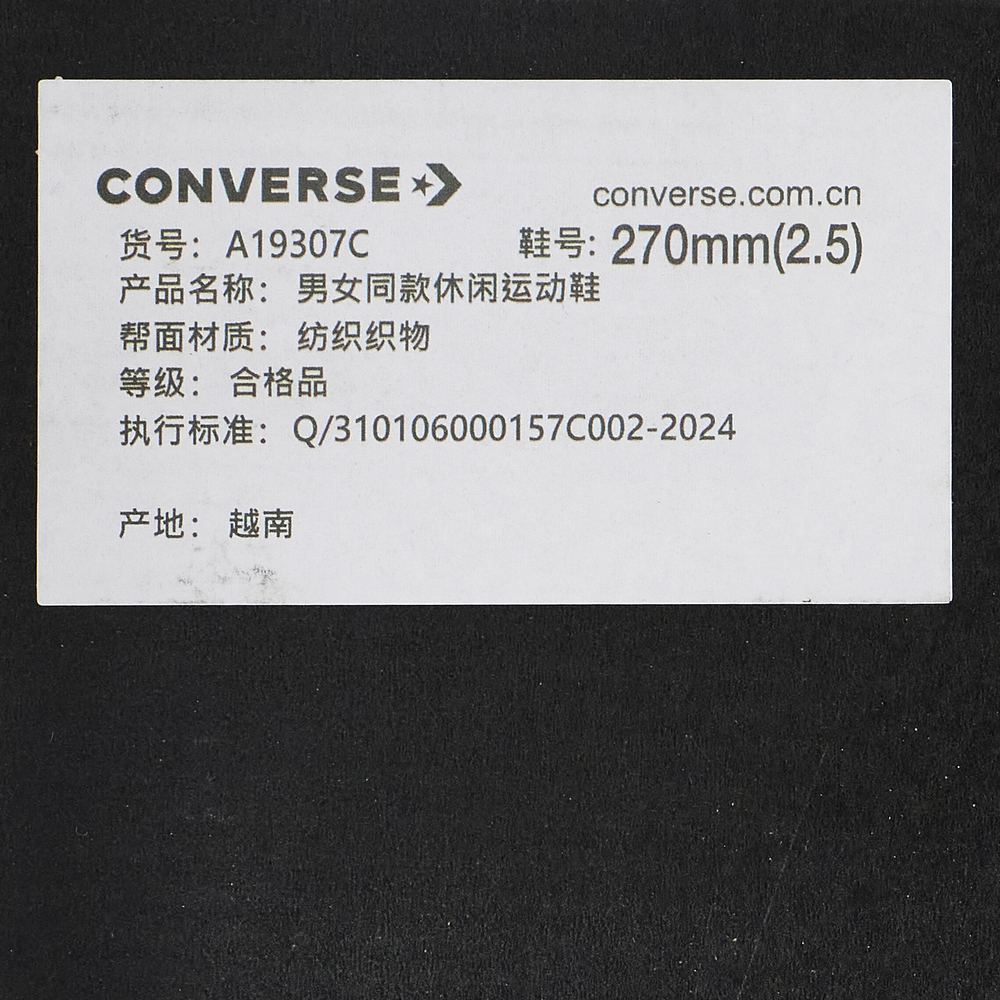 CONVERSE
converse.com.cn
货号： A19307C
鞋号: 270mm(2.5)
产品名称： 男女同款休闲运动鞋
帮面材质： 纺织织物
等级： 合格品
执行标准： Q/310106000157C002-2024
产地： 越南